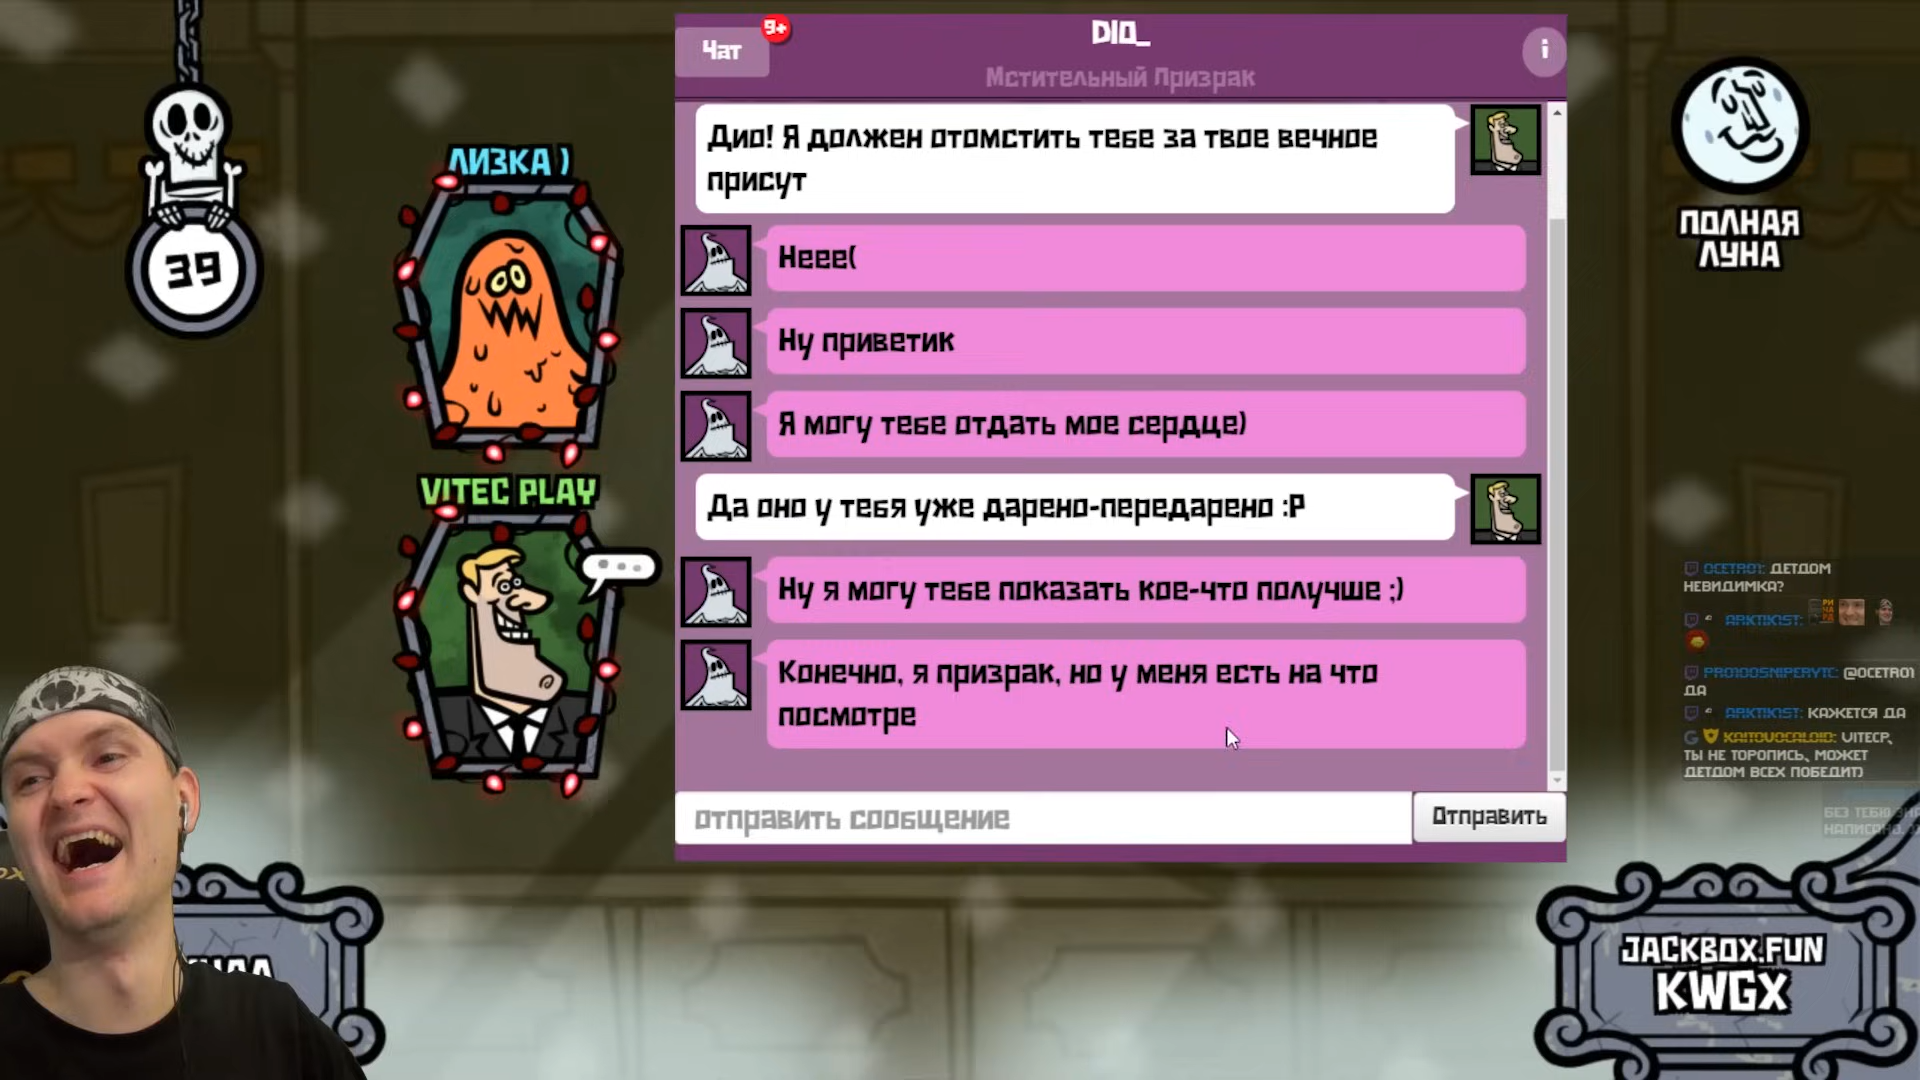 39
ЛИЗКА )
VITEC PLAY
Чат
9+
DIO_
Мстительный Призрак
i
Дио! Я должен отомстить тебе за твое вечное
присут
Неее(
Ну приветик
Я могу тебе отдать мое сердце)
Да оно у тебя уже дарено-передарено :P
Ну я могу тебе показать кое-что получше ;)
Конечно, я призрак, но у меня есть на что
посмотре
отправить сообщение
Отправить
ПОЛНАЯ
ЛУНА
OCETRO1: ДЕТДОМ
НЕВИДИМКА?
ARKTIKIST:
PRO100SNIPERYTC: @OCETRO1
ДА
ARKTIKIST: КАЖЕТСЯ ДА
KAITOVOCALOID: VITECP,
ТЫ НЕ ТОРОПИСЬ, МОЖЕТ
ДЕТДОМ ВСЕХ ПОБЕДИТ)
БЕЗ ТЕБЯ
JACKBOX.FUN
KWGX